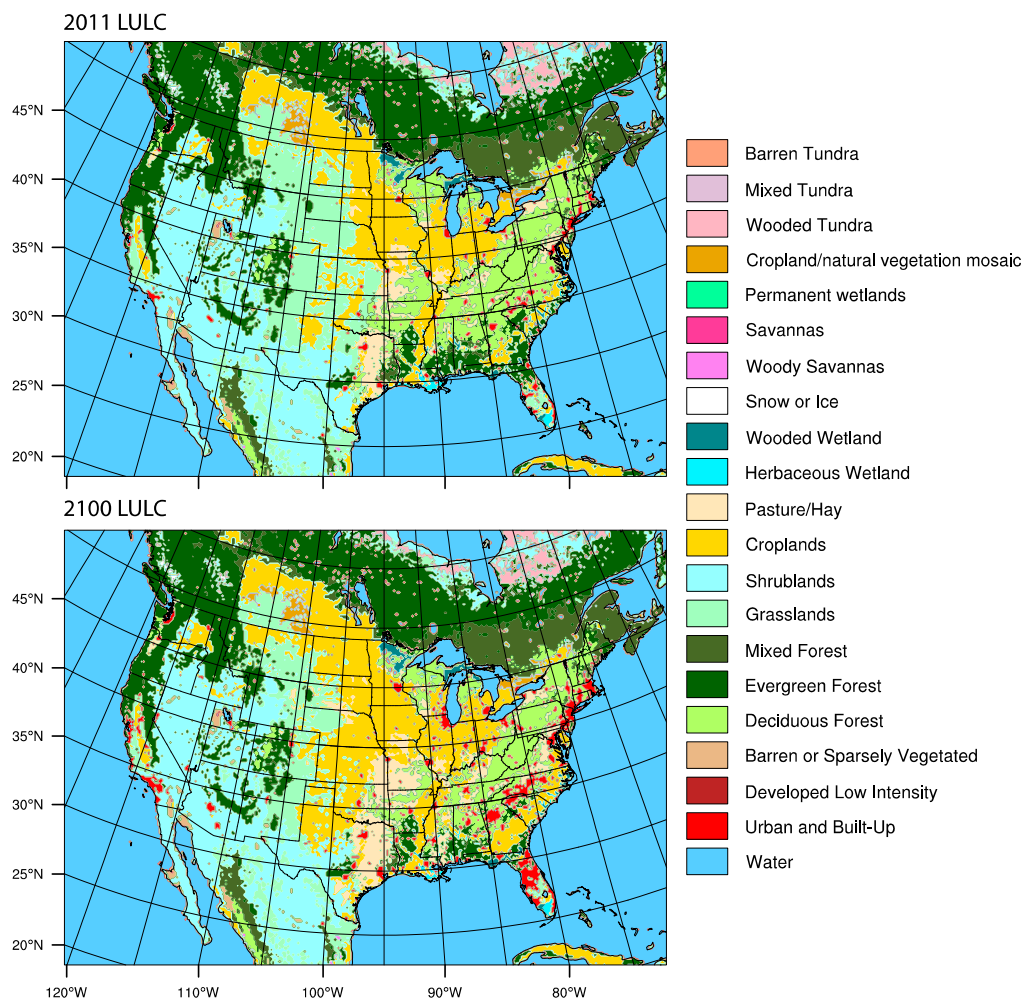 2011 LULC
45°N
40°N
35°N
30°N
25°N
20°N
2100 LULC
45°N
40°N
35°N
30°N
25°N
20°N
120°W 110°W 100°W 90°W 80°W
Barren Tundra
Mixed Tundra
Wooded Tundra
Cropland/natural vegetation mosaic
Permanent wetlands
Savannas
Woody Savannas
Snow or Ice
Wooded Wetland
Herbaceous Wetland
Pasture/Hay
Croplands
Shrublands
Grasslands
Mixed Forest
Evergreen Forest
Deciduous Forest
Barren or Sparsely Vegetated
Developed Low Intensity
Urban and Built-Up
Water